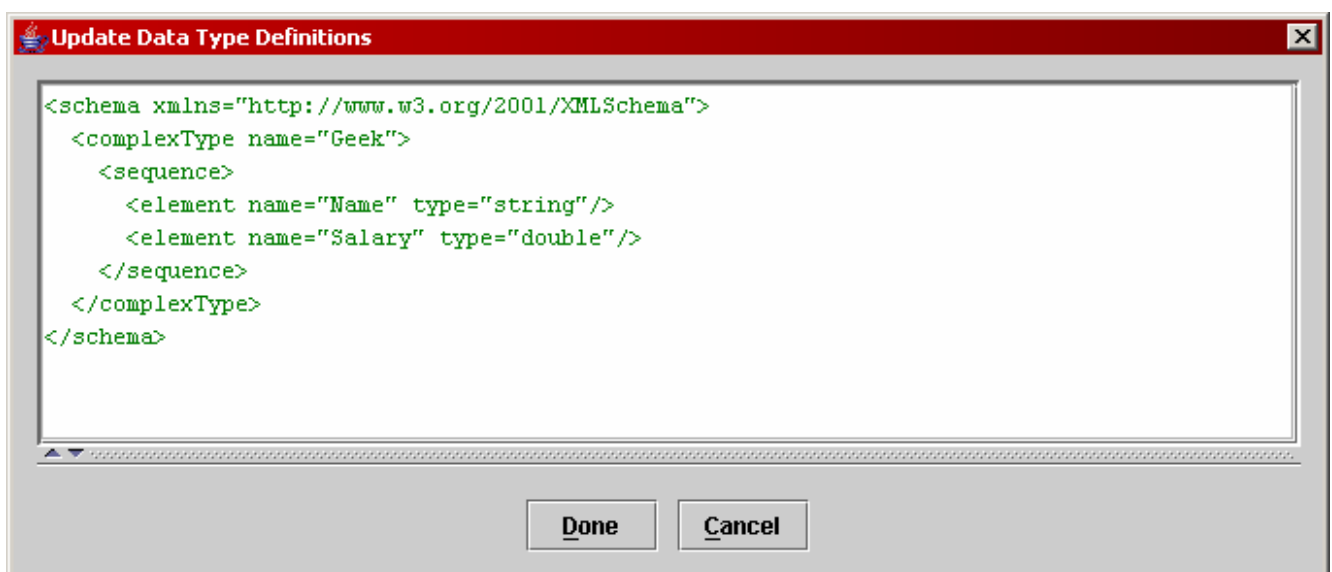 Update Data Type Definitions
<schema xmlns="http://www.w3.org/2001/XMLSchema">
  <complexType name="Geek">
    <sequence>
      <element name="Name" type="string"/>
      <element name="Salary" type="double"/>
    </sequence>
  </complexType>
</schema>
Done Cancel